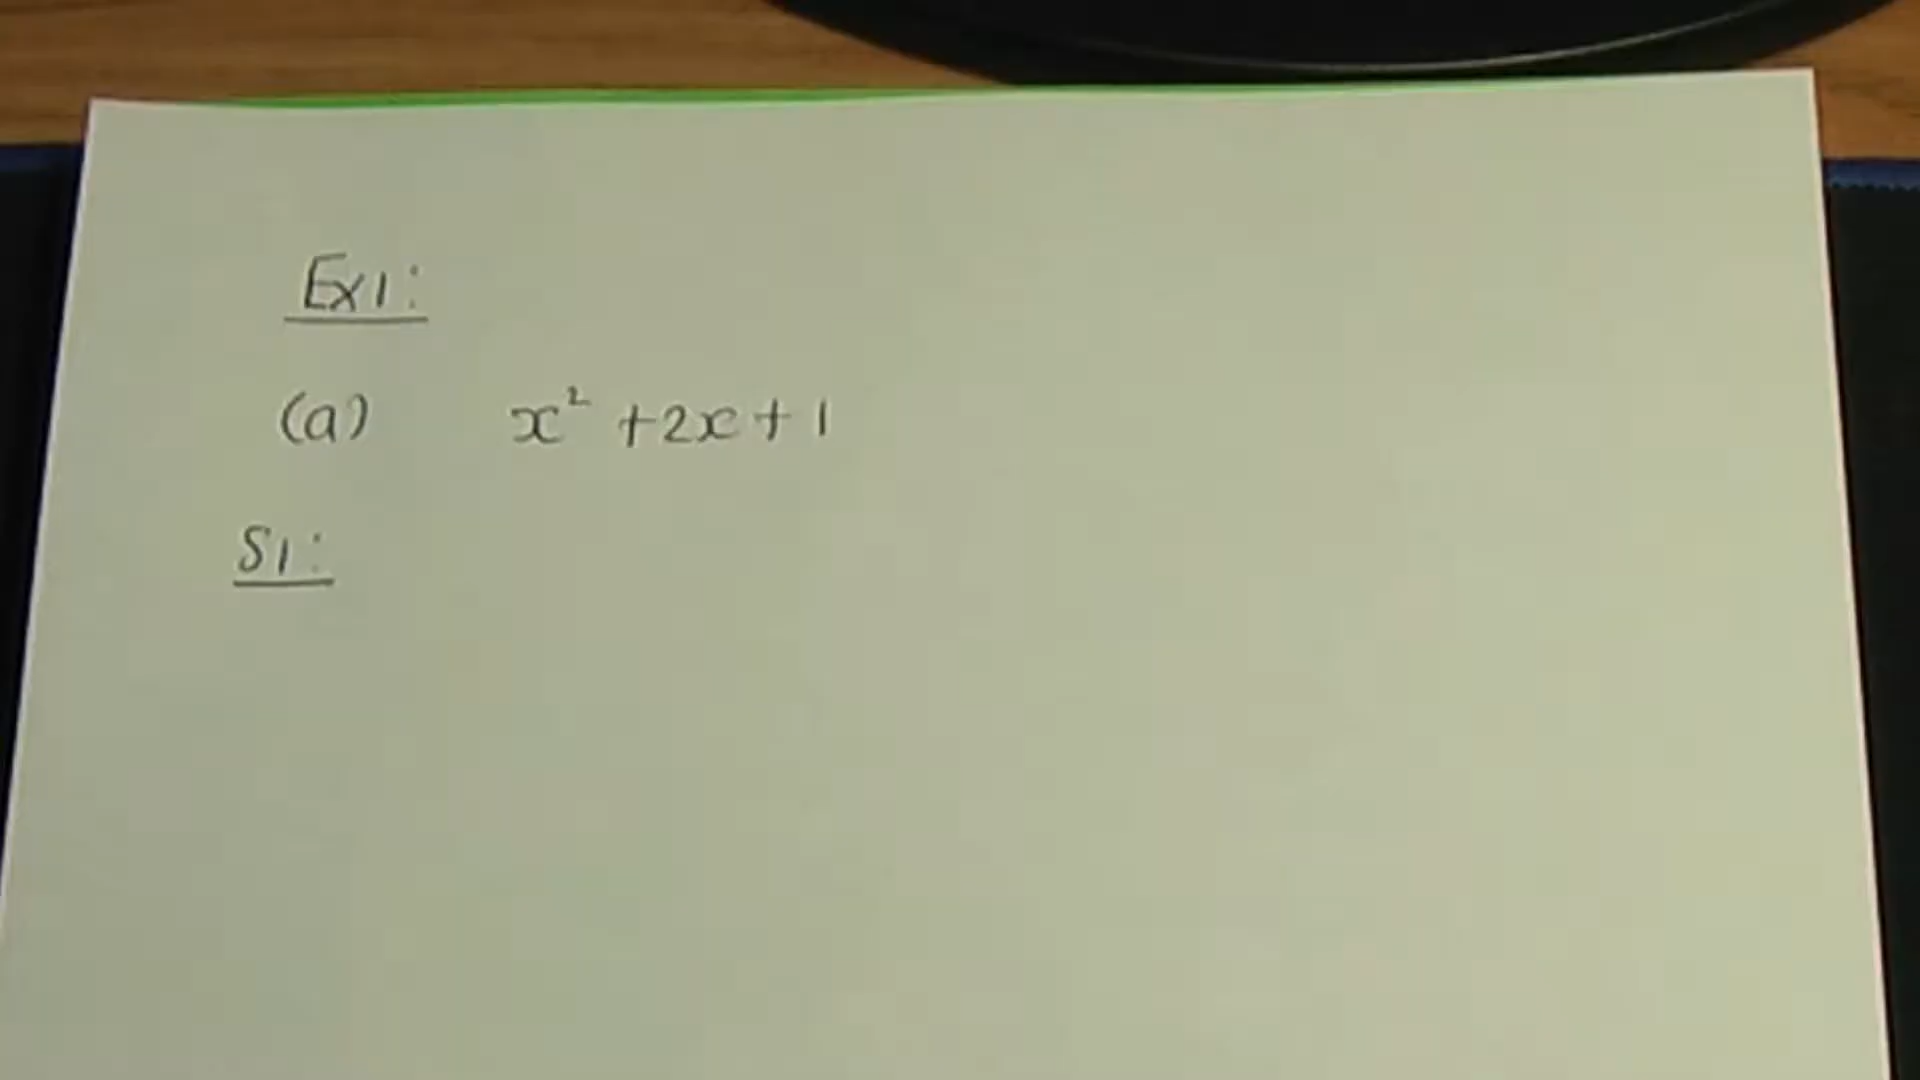 Ex1:
(a) x² + 2x + 1
S1: